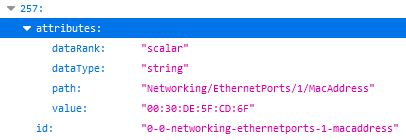 257:
attributes:
dataRank: "scalar"
dataType: "string"
path: "Networking/EthernetPorts/1/MacAddress"
value: "00:30:DE:5F:CD:6F"
id: "0-0-networking-ethernetports-1-macaddress"